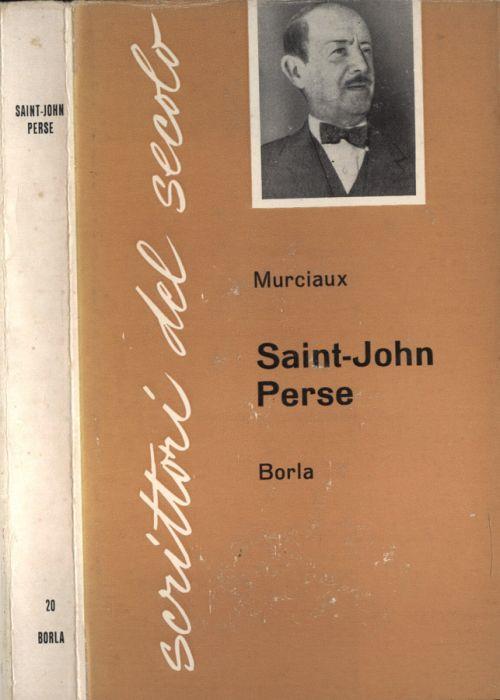 SAINT-JOHN
PERSE
20
BORLA
scrittori del secolo
Murciaux
Saint-John
Perse
Borla